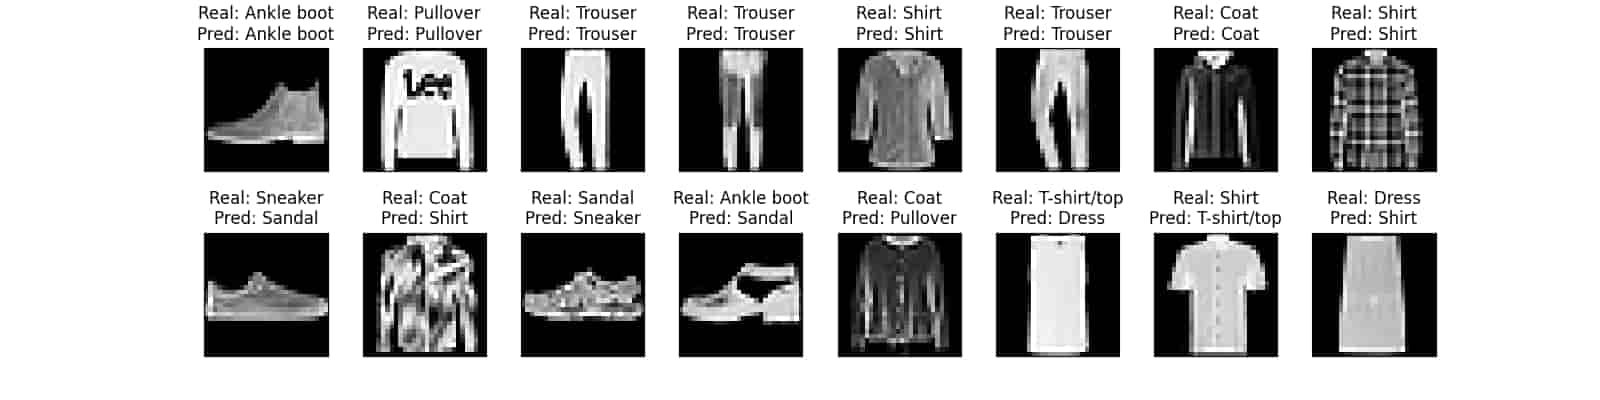 Real: Ankle boot
Pred: Ankle boot
Real: Pullover
Pred: Pullover
Real: Trouser
Pred: Trouser
Real: Trouser
Pred: Trouser
Real: Shirt
Pred: Shirt
Real: Trouser
Pred: Trouser
Real: Coat
Pred: Coat
Real: Shirt
Pred: Shirt
Lee
Real: Sneaker
Pred: Sandal
Real: Coat
Pred: Shirt
Real: Sandal
Pred: Sneaker
Real: Ankle boot
Pred: Sandal
Real: Coat
Pred: Pullover
Real: T-shirt/top
Pred: Dress
Real: Shirt
Pred: T-shirt/top
Real: Dress
Pred: Shirt